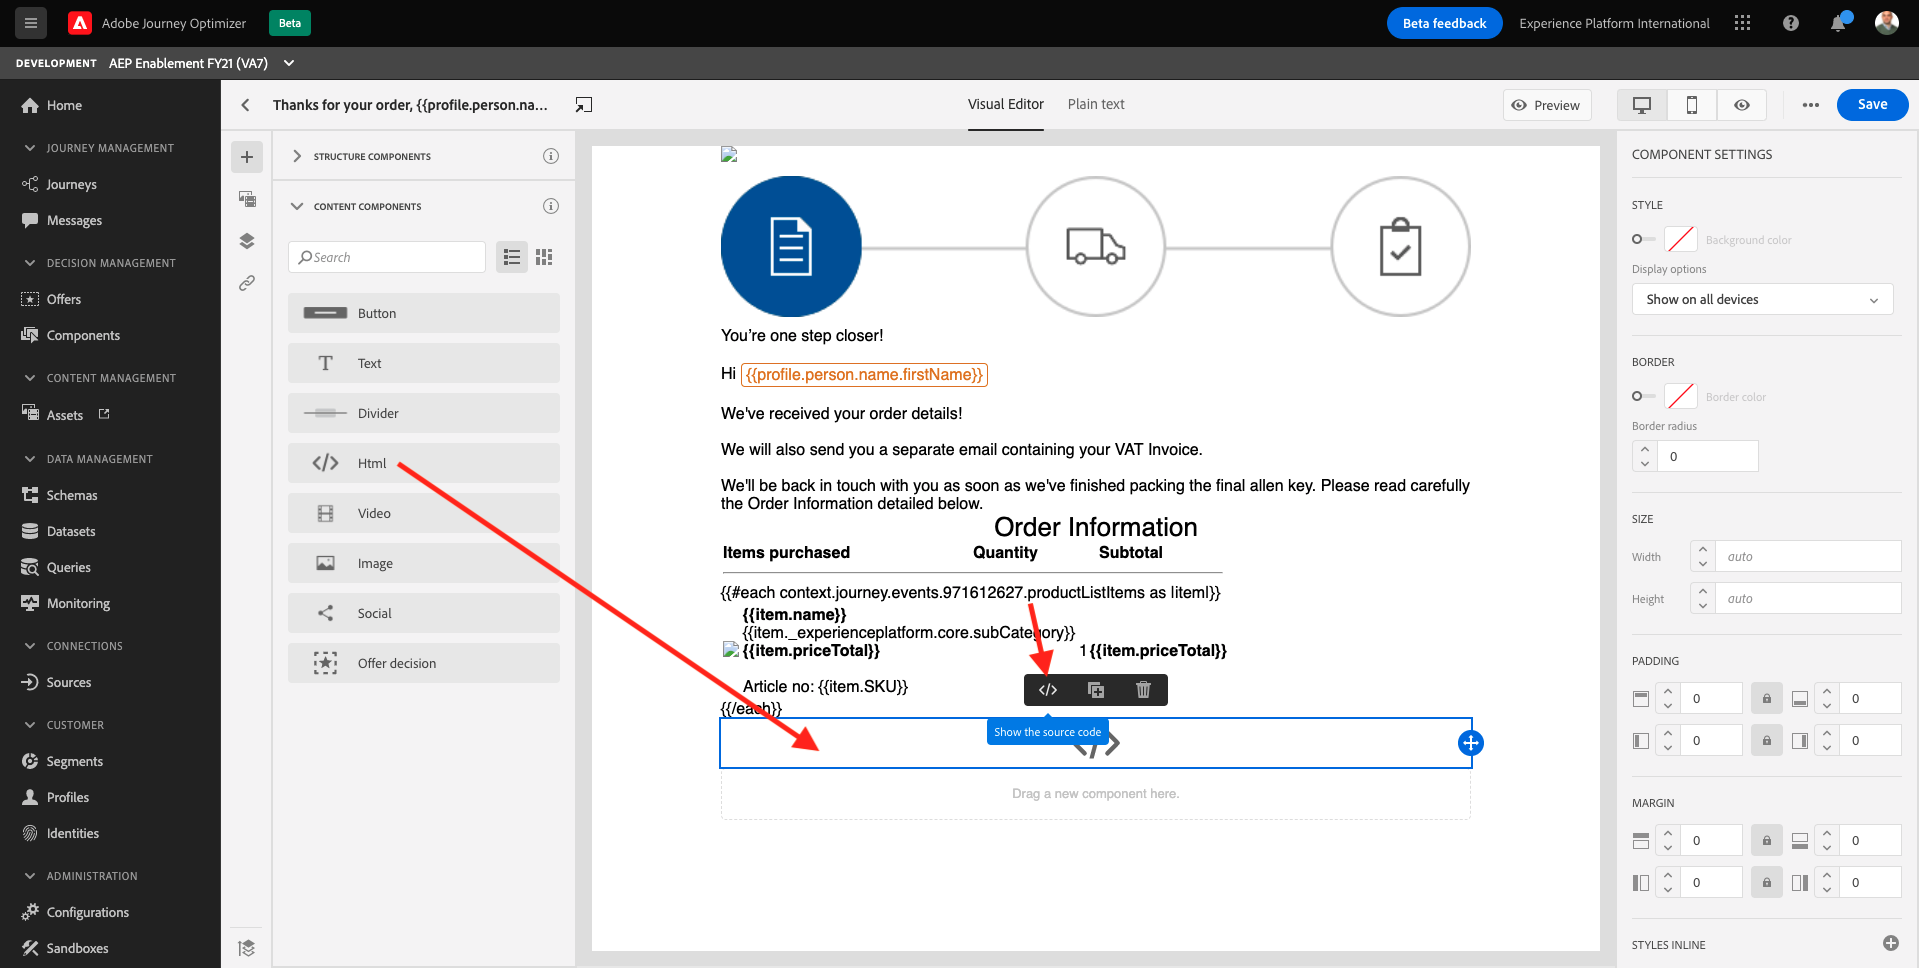 Adobe Journey Optimizer
Beta
Beta feedback
Experience Platform International
DEVELOPMENT
AEP Enablement FY21 (VA7)
Home
JOURNEY MANAGEMENT
Journeys
Messages
DECISION MANAGEMENT
Offers
Components
CONTENT MANAGEMENT
Assets
DATA MANAGEMENT
Schemas
Datasets
Queries
Monitoring
CONNECTIONS
Sources
CUSTOMER
Segments
Profiles
Identities
ADMINISTRATION
Configurations
Sandboxes
Thanks for your order, {{profile.person.na...
Visual Editor
Plain text
Preview
Save
STRUCTURE COMPONENTS
CONTENT COMPONENTS
Search
Button
Text
Divider
Html
Video
Image
Social
Offer decision
You're one step closer!
Hi {{profile.person.name.firstName}}
We've received your order details!
We will also send you a separate email containing your VAT Invoice.
We'll be back in touch with you as soon as we've finished packing the final allen key. Please read carefully
the Order Information detailed below.
Order Information
Items purchased Quantity Subtotal
{{#each context.journey.events.971612627.productListItems as |item|}}
{{item.name}}
{{item._experienceplatform.core.subCategory}}
{{item.priceTotal}} 1 {{item.priceTotal}}
Article no: {{item.SKU}}
{{/each}}
Show the source code
Drag a new component here.
COMPONENT SETTINGS
STYLE
Background color
Display options
Show on all devices
BORDER
Border color
Border radius
0
SIZE
Width auto
Height auto
PADDING
0 0
0 0
MARGIN
0 0
0 0
STYLES INLINE